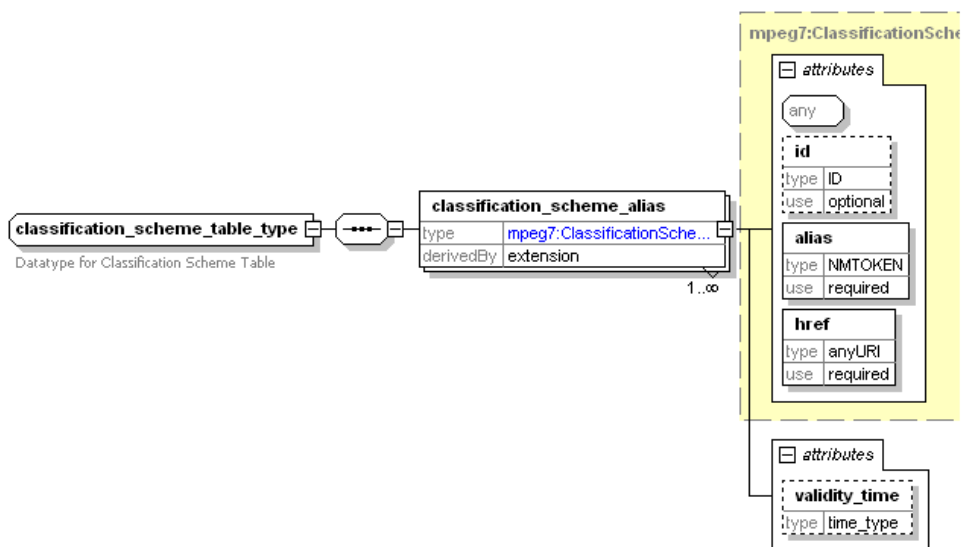 mpeg7:ClassificationSche
attributes
any
id
type ID
use optional
classification_scheme_alias
alias
classification_scheme_table_type
type mpeg7:ClassificationSche...
derivedBy extension
Datatype for Classification Scheme Table
type NMTOKEN
use required
1..∞
href
type anyURI
use required
attributes
validity_time
type time_type